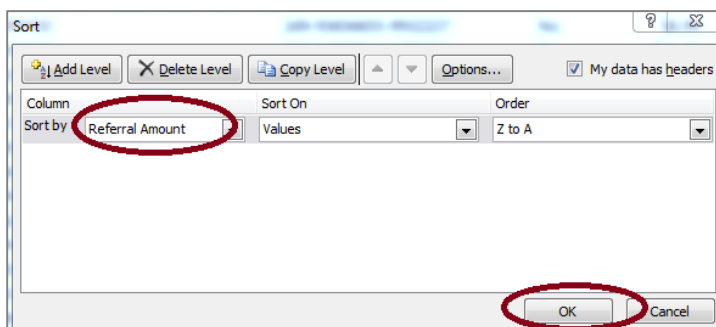 Sort
Add Level Delete Level Copy Level Options... My data has headers
Column Sort On Order
Sort by Referral Amount Values Z to A
OK Cancel